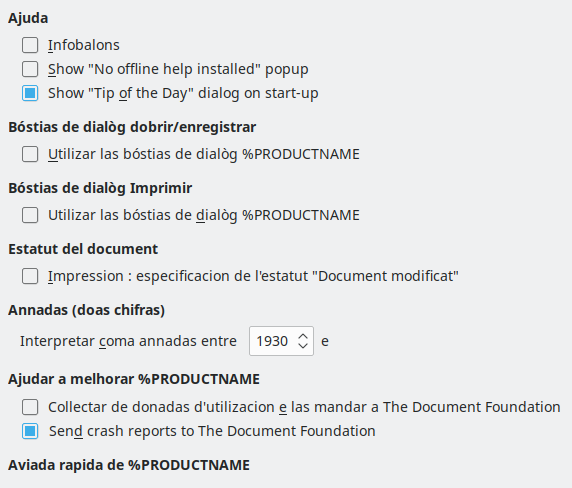 Ajuda
Infobalons
Show "No offline help installed" popup
Show "Tip of the Day" dialog on start-up
Bóstias de dialòg dobrir/enregistrar
Utilizar las bóstias de dialòg %PRODUCTNAME
Bóstias de dialòg Imprimir
Utilizar las bóstias de dialòg %PRODUCTNAME
Estatut del document
Impression : especificacion de l'estatut "Document modificat"
Annadas (doas chifras)
Interpretar coma annadas entre 1930 e
Ajudar a melhorar %PRODUCTNAME
Collectar de donadas d'utilizacion e las mandar a The Document Foundation
Send crash reports to The Document Foundation
Aviada rapida de %PRODUCTNAME